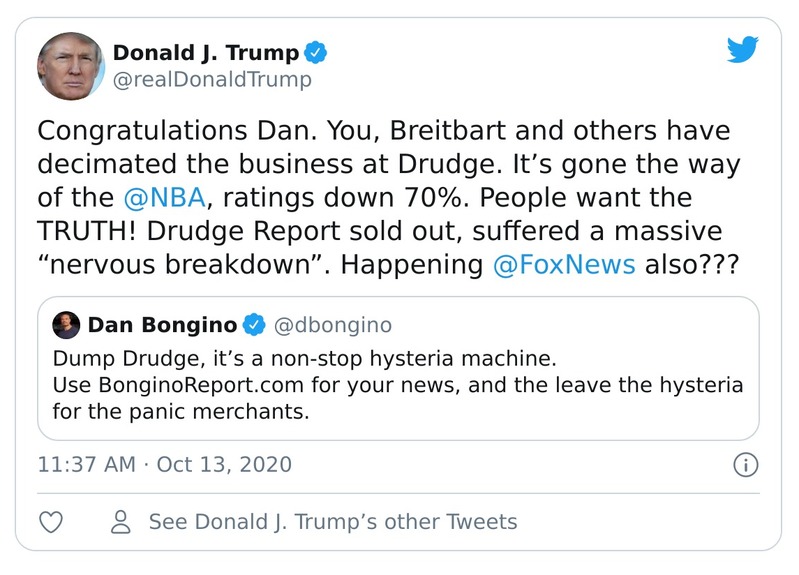 Donald J. Trump
@realDonaldTrump
Congratulations Dan. You, Breitbart and others have
decimated the business at Drudge. It’s gone the way
of the @NBA, ratings down 70%. People want the
TRUTH! Drudge Report sold out, suffered a massive
“nervous breakdown”. Happening @FoxNews also???
Dan Bongino @dbongino
Dump Drudge, it’s a non-stop hysteria machine.
Use BonginoReport.com for your news, and the leave the hysteria
for the panic merchants.
11:37 AM · Oct 13, 2020
See Donald J. Trump’s other Tweets